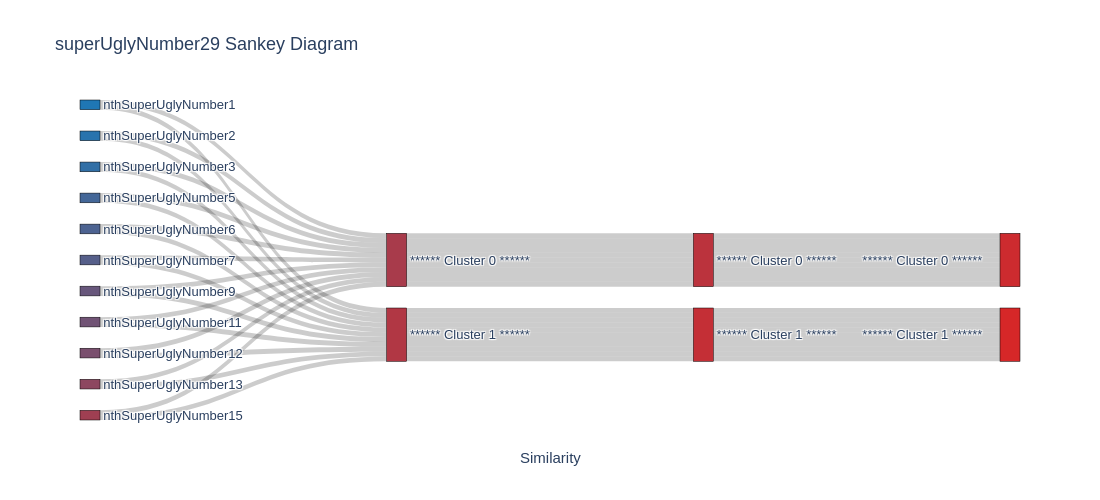 superUglyNumber29 Sankey Diagram
nthSuperUglyNumber1
nthSuperUglyNumber2
nthSuperUglyNumber3
nthSuperUglyNumber5
nthSuperUglyNumber6
nthSuperUglyNumber7
nthSuperUglyNumber9
nthSuperUglyNumber11
nthSuperUglyNumber12
nthSuperUglyNumber13
nthSuperUglyNumber15
****** Cluster 0 ****** ****** Cluster 0 ****** ****** Cluster 0 ******
****** Cluster 1 ****** ****** Cluster 1 ****** ****** Cluster 1 ******
Similarity